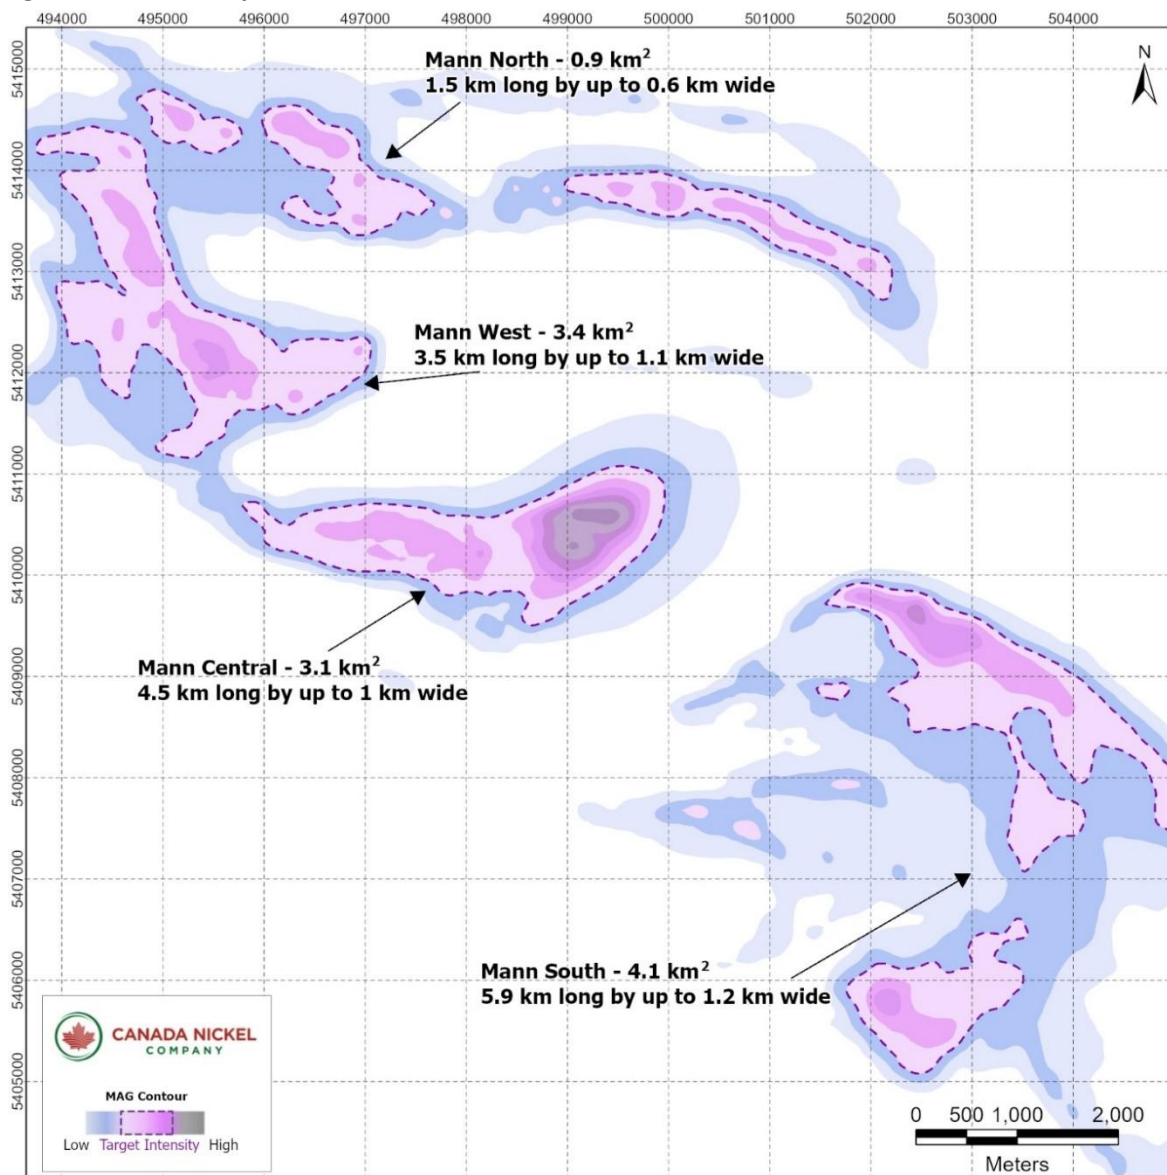 494000 495000 496000 497000 498000 499000 500000 501000 502000 503000 504000
5415000
5414000
5413000
5412000
5411000
5410000
5409000
5408000
5407000
5406000
5405000
N
Mann North - 0.9 km²
1.5 km long by up to 0.6 km wide
Mann West - 3.4 km²
3.5 km long by up to 1.1 km wide
Mann Central - 3.1 km²
4.5 km long by up to 1 km wide
Mann South - 4.1 km²
5.9 km long by up to 1.2 km wide
CANADA NICKEL
COMPANY
MAG Contour
Low Target Intensity High
0 500 1,000 2,000
Meters